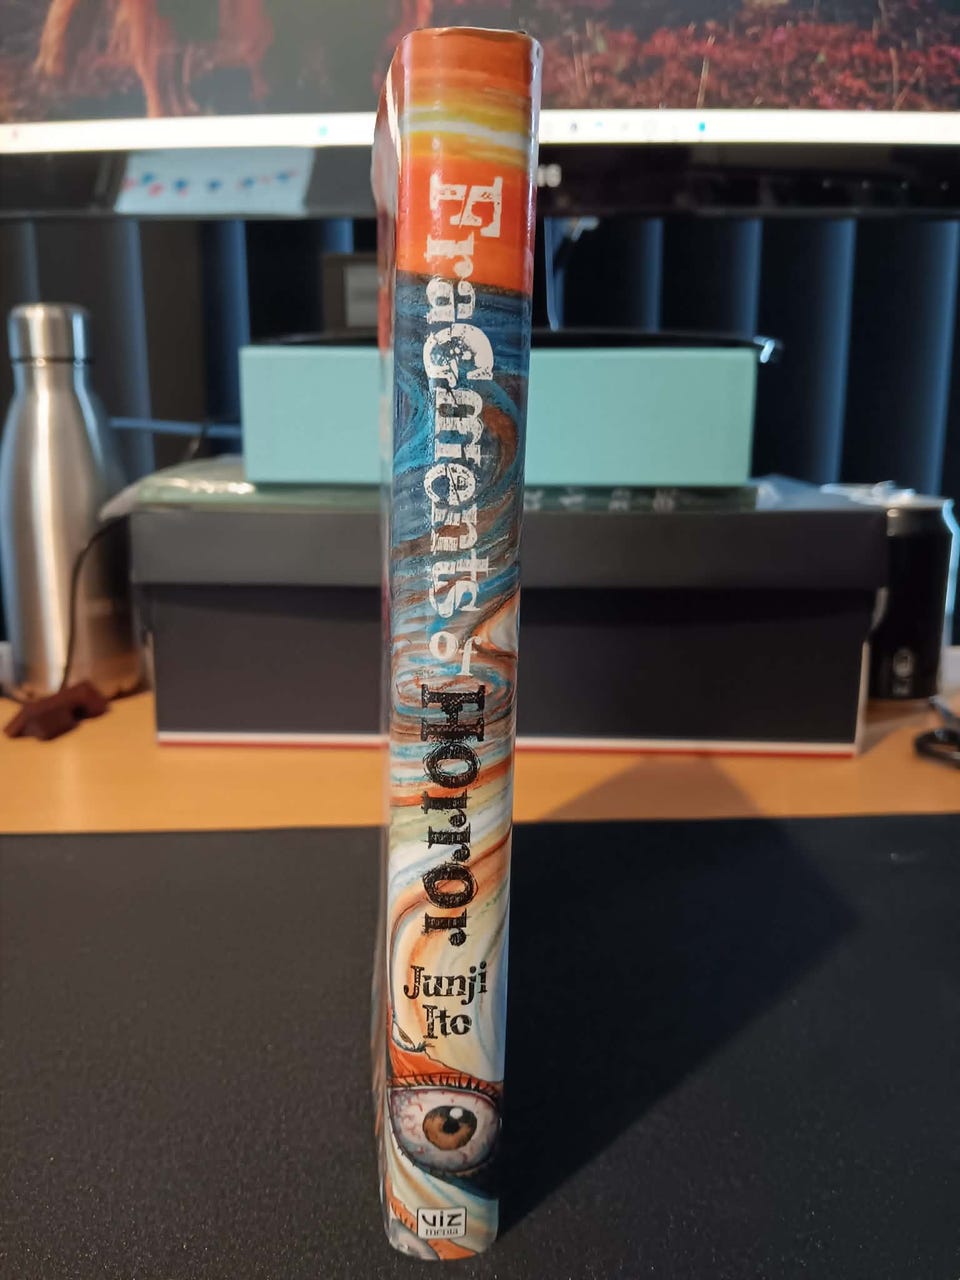 Fragments of Horror
Junji
Ito
VIZ
media